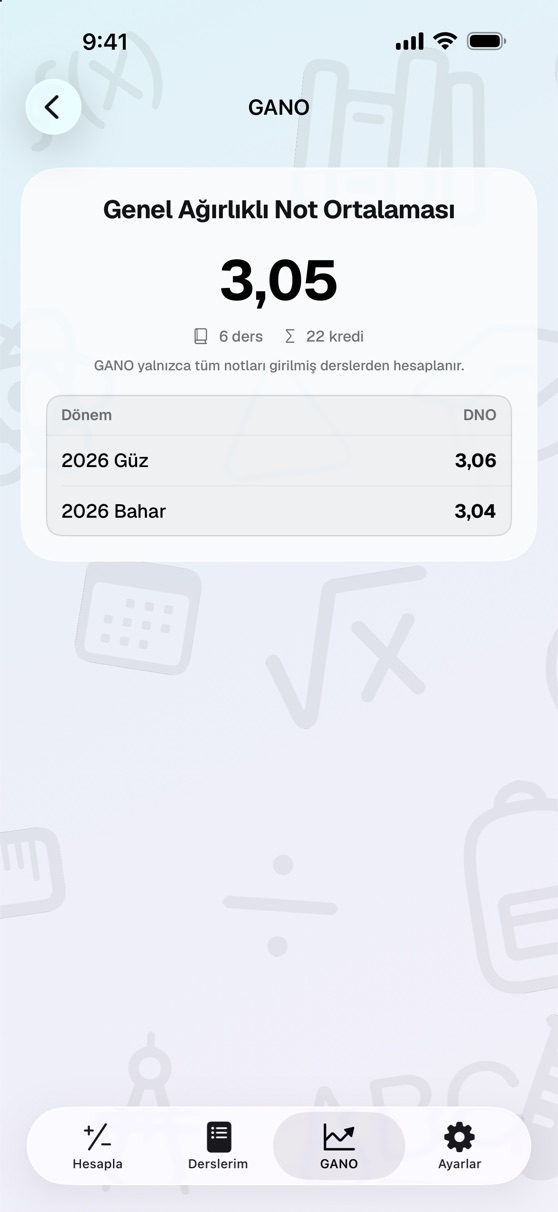 9:41
GANO
Genel Ağırlıklı Not Ortalaması
3,05
6 ders Σ 22 kredi
GANO yalnızca tüm notları girilmiş derslerden hesaplanır.
Dönem DNO
2026 Güz 3,06
2026 Bahar 3,04
Hesapla Derslerim GANO Ayarlar